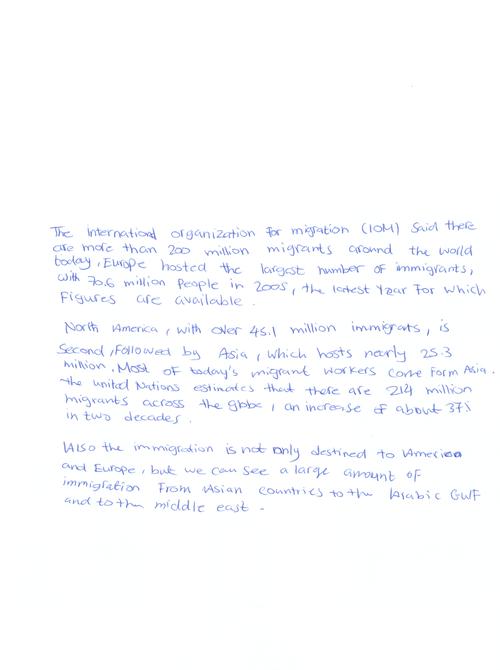 The International organization for migration (IOM) Said there
are more than 200 million migrants around the world
today, Europe hosted the largest number of immigrants,
with 70.6 million People in 2005, the latest Year For which
Figures are available.
North America, with over 45.1 million immigrats, is
Second, Followed by Asia, which hosts nearly 25.3
million. Most of today's migrant workers come Form Asia.
the united Nations estimates that there are 214 million
migrants across the globe, an increase of about 37%
in two decades.
Also the immigration is not only destined to America
and Europe, but we can see a large amount of
immigration From Asian countries to the Arabic Gulf
and to the middle east.